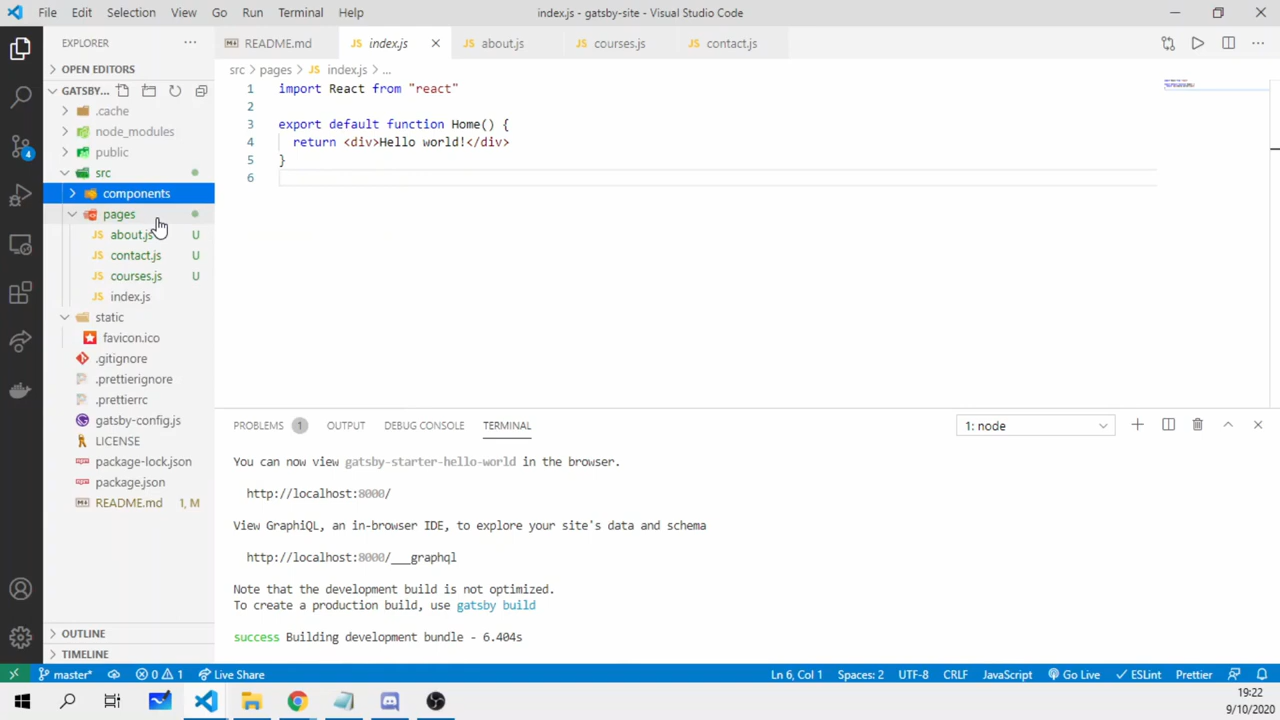 File Edit Selection View Go Run Terminal Help
index.js - gatsby-site - Visual Studio Code
EXPLORER
OPEN EDITORS
GATSBY...
.cache
node_modules
public
src
components
pages
about.js U
contact.js U
courses.js U
index.js
static
favicon.ico
.gitignore
.prettierignore
.prettierrc
gatsby-config.js
LICENSE
package-lock.json
package.json
README.md 1, M
OUTLINE
TIMELINE
4
README.md JS index.js JS about.js JS courses.js JS contact.js
src > pages > JS index.js > ...
1 import React from "react"
2
3 export default function Home() {
4 return <div>Hello world!</div>
5 }
6
PROBLEMS 1 OUTPUT DEBUG CONSOLE TERMINAL
1: node
You can now view gatsby-starter-hello-world in the browser.
http://localhost:8000/
View GraphiQL, an in-browser IDE, to explore your site's data and schema
http://localhost:8000/___graphql
Note that the development build is not optimized.
To create a production build, use gatsby build
success Building development bundle - 6.404s
master* 0 1 Live Share Ln 6, Col 1 Spaces: 2 UTF-8 CRLF JavaScript Go Live ESLint Prettier
19:22
9/10/2020